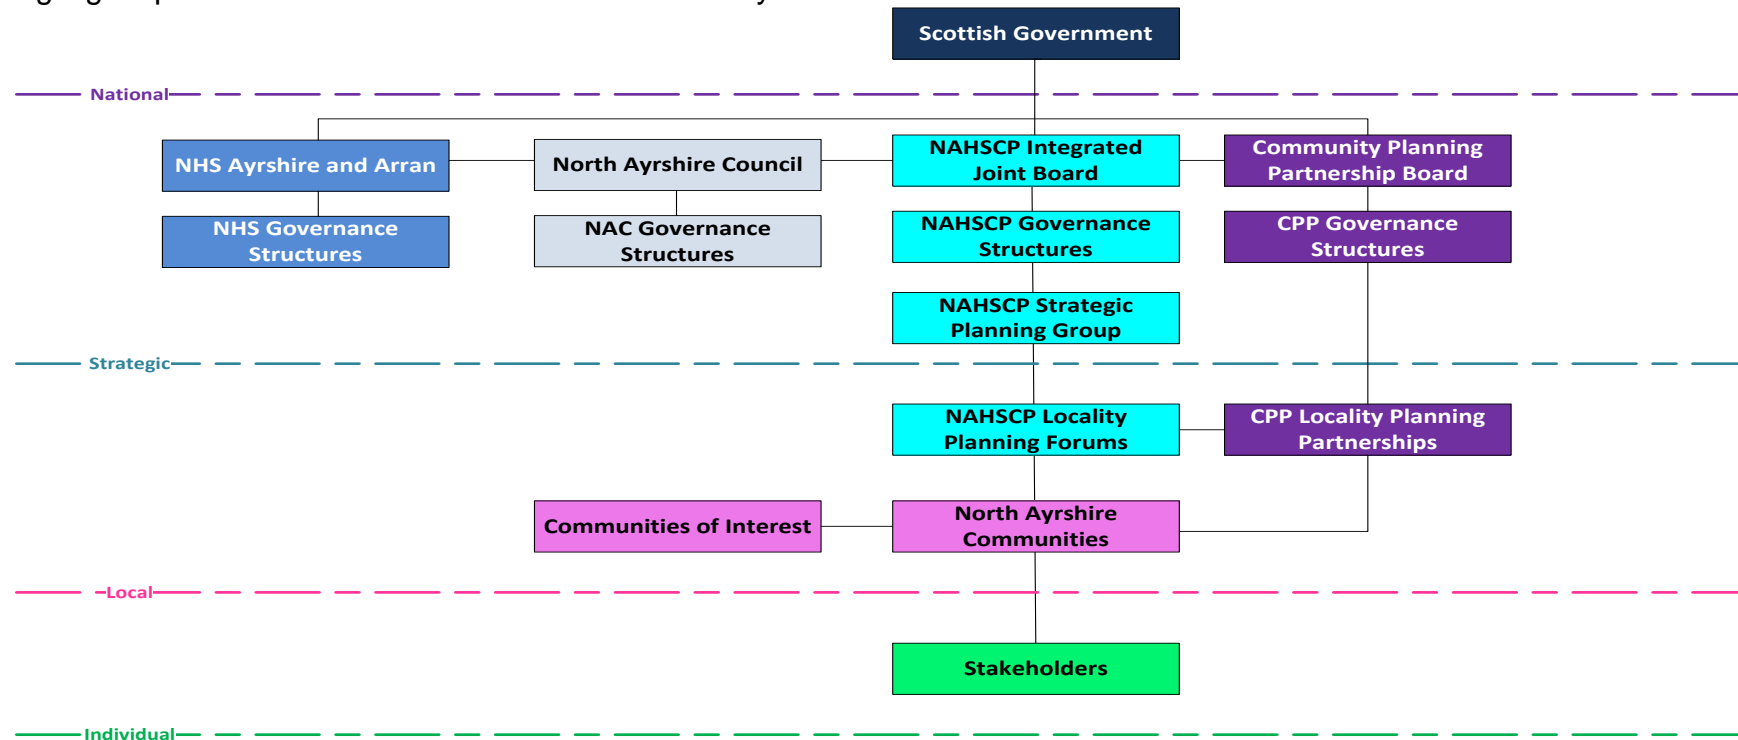 Scottish Government
National
NHS Ayrshire and Arran
North Ayrshire Council
NAHSCP Integrated
Joint Board
Community Planning
Partnership Board
NHS Governance
Structures
NAC Governance
Structures
NAHSCP Governance
Structures
CPP Governance
Structures
NAHSCP Strategic
Planning Group
Strategic
NAHSCP Locality
Planning Forums
CPP Locality Planning
Partnerships
Communities of Interest
North Ayrshire
Communities
Local
Stakeholders
Individual